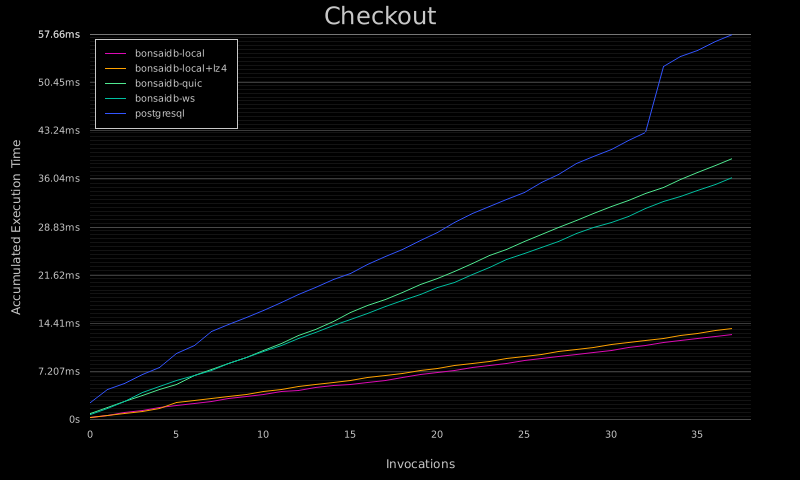 Checkout
57.66ms
50.45ms
43.24ms
36.04ms
28.83ms
21.62ms
14.41ms
7.207ms
0s
bonsaidb-local
bonsaidb-local+lz4
bonsaidb-quic
bonsaidb-ws
postgresql
Accumulated Execution Time
0 5 10 15 20 25 30 35
Invocations